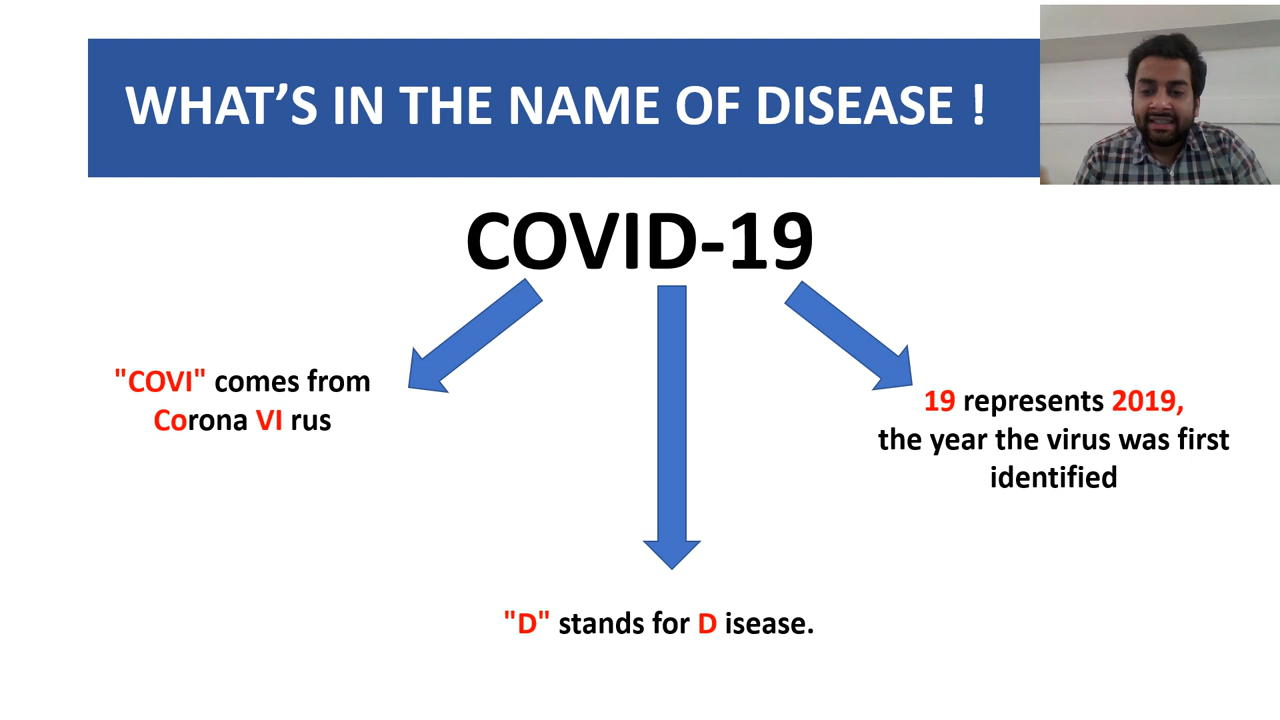 WHAT'S IN THE NAME OF DISEASE !
COVID-19
"COVI" comes from
Corona VI rus
19 represents 2019,
the year the virus was first
identified
"D" stands for D isease.